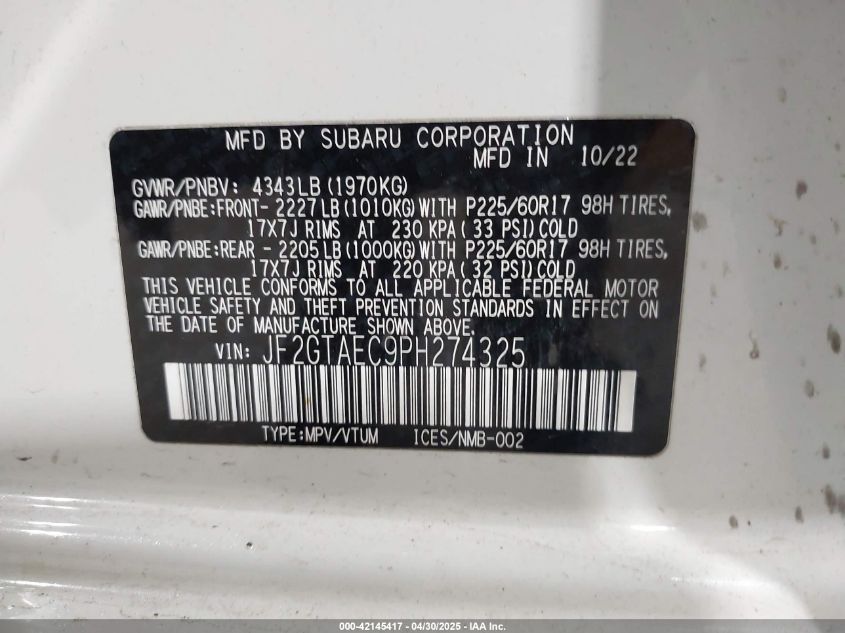 MFD BY SUBARU CORPORATION
MFD IN 10/22
GVWR/PNBV: 4343LB (1970KG)
GAWR/PNBE:FRONT- 2227LB (1010KG) WITH P225/60R17 98H TIRES,
17X7J RIMS AT 230 KPA ( 33 PSI) COLD
GAWR/PNBE:REAR - 2205LB (1000KG) WITH P225/60R17 98H TIRES,
17X7J RIMS AT 220 KPA ( 32 PSI) COLD
THIS VEHICLE CONFORMS TO ALL APPLICABLE FEDERAL MOTOR
VEHICLE SAFETY AND THEFT PREVENTION STANDARDS IN EFFECT ON
THE DATE OF MANUFACTURE SHOWN ABOVE.
VIN: JF2GTAEC9PH274325
TYPE:MPV/VTUM ICES/NMB-002
000-42145417 - 04/30/2025 - IAA Inc.